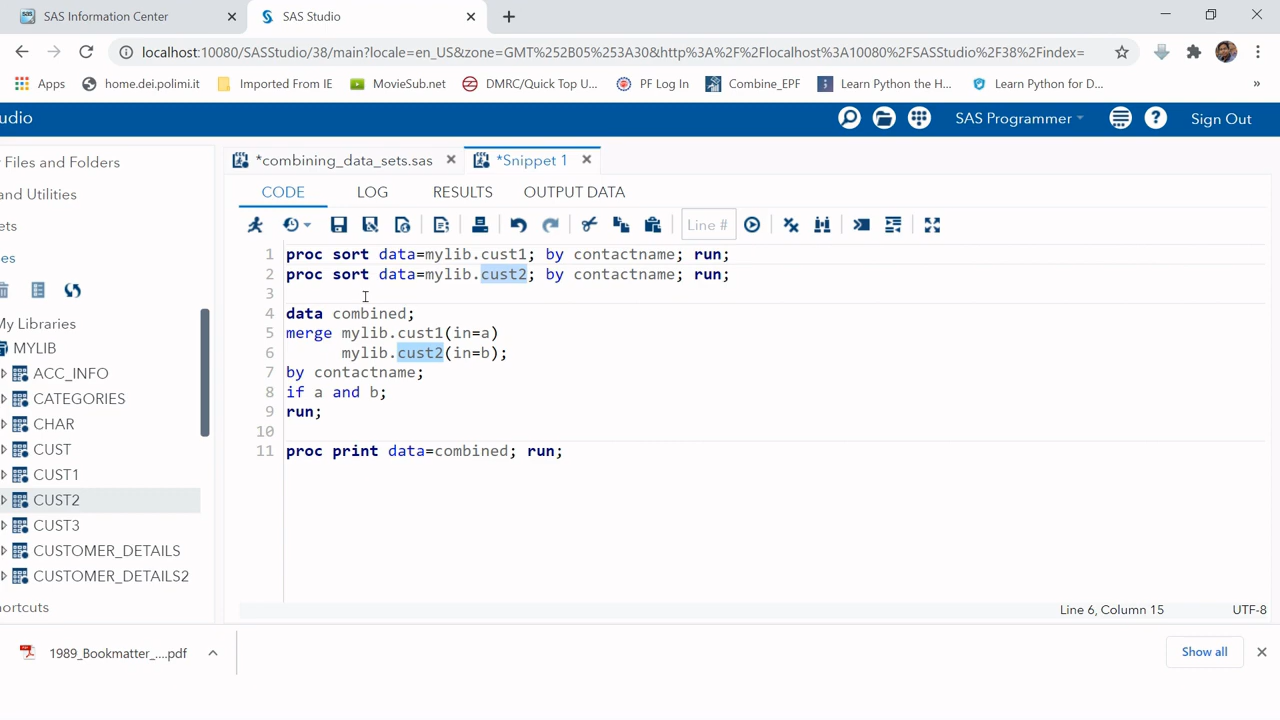 SAS Information Center
SAS Studio
localhost:10080/SASStudio/38/main?locale=en_US&zone=GMT%252B05%253A30&http%3A%2F%2Flocalhost%3A10080%2FSASStudio%2F38%2Findex=
Apps
home.dei.polimi.it
Imported From IE
MovieSub.net
DMRC/Quick Top U...
PF Log In
Combine_EPF
Learn Python the H...
Learn Python for D...
»
udio
SAS Programmer
Sign Out
Files and Folders
and Utilities
ets
es
My Libraries
MYLIB
ACC_INFO
CATEGORIES
CHAR
CUST
CUST1
CUST2
CUST3
CUSTOMER_DETAILS
CUSTOMER_DETAILS2
ortcuts
*combining_data_sets.sas
*Snippet 1
CODE LOG RESULTS OUTPUT DATA
Line #
1 proc sort data=mylib.cust1; by contactname; run;
2 proc sort data=mylib.cust2; by contactname; run;
3
4 data combined;
5 merge mylib.cust1(in=a)
6 mylib.cust2(in=b);
7 by contactname;
8 if a and b;
9 run;
10
11 proc print data=combined; run;
Line 6, Column 15
UTF-8
1989_Bookmatter_....pdf
Show all